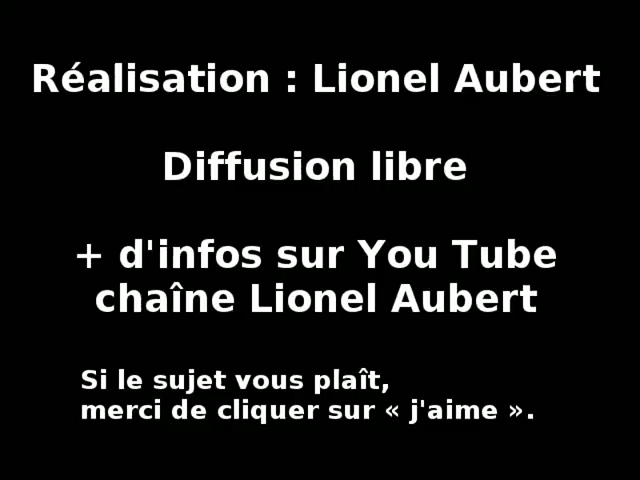 Réalisation : Lionel Aubert
Diffusion libre
+ d'infos sur You Tube
chaîne Lionel Aubert
Si le sujet vous plaît,
merci de cliquer sur « j'aime ».